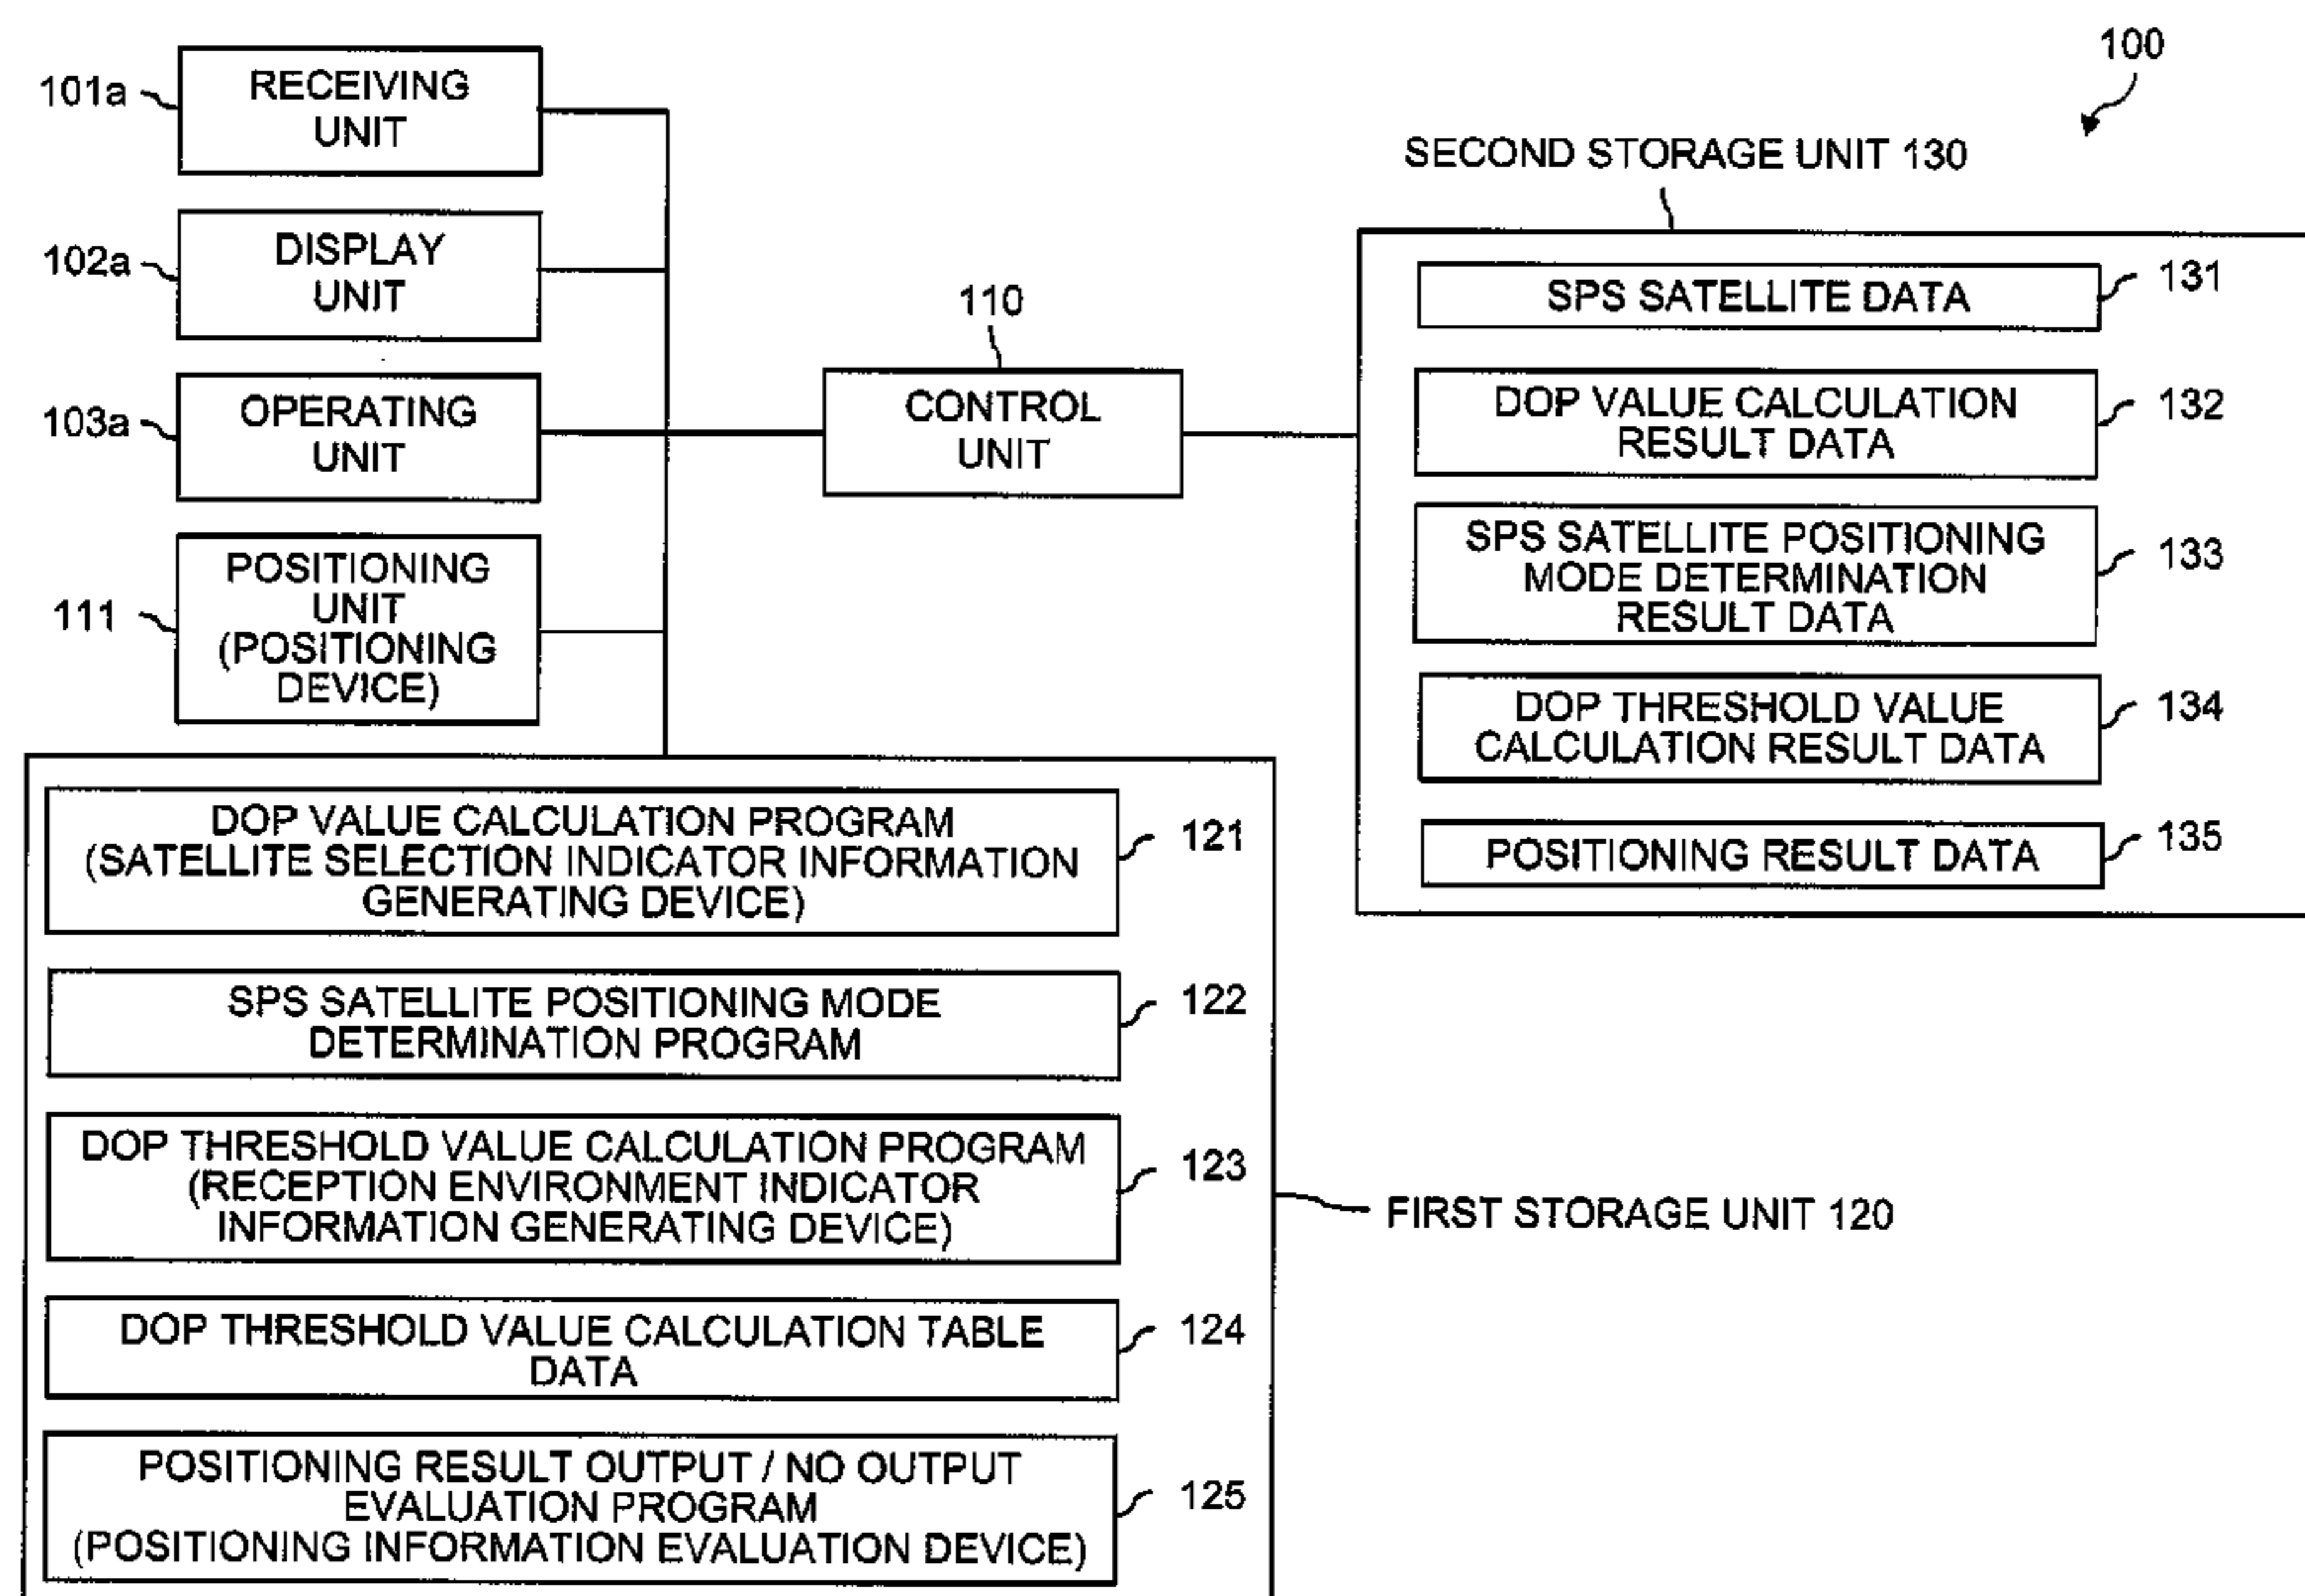 100
101a
RECEIVING
UNIT
102a
DISPLAY
UNIT
103a
OPERATING
UNIT
111
POSITIONING
UNIT
(POSITIONING
DEVICE)
110
CONTROL
UNIT
SECOND STORAGE UNIT 130
SPS SATELLITE DATA
131
DOP VALUE CALCULATION
RESULT DATA
132
SPS SATELLITE POSITIONING
MODE DETERMINATION
RESULT DATA
133
DOP THRESHOLD VALUE
CALCULATION RESULT DATA
134
POSITIONING RESULT DATA
135
DOP VALUE CALCULATION PROGRAM
(SATELLITE SELECTION INDICATOR INFORMATION
GENERATING DEVICE)
121
SPS SATELLITE POSITIONING MODE
DETERMINATION PROGRAM
122
DOP THRESHOLD VALUE CALCULATION PROGRAM
(RECEPTION ENVIRONMENT INDICATOR
INFORMATION GENERATING DEVICE)
123
FIRST STORAGE UNIT 120
DOP THRESHOLD VALUE CALCULATION TABLE
DATA
124
POSITIONING RESULT OUTPUT / NO OUTPUT
EVALUATION PROGRAM
(POSITIONING INFORMATION EVALUATION DEVICE)
125